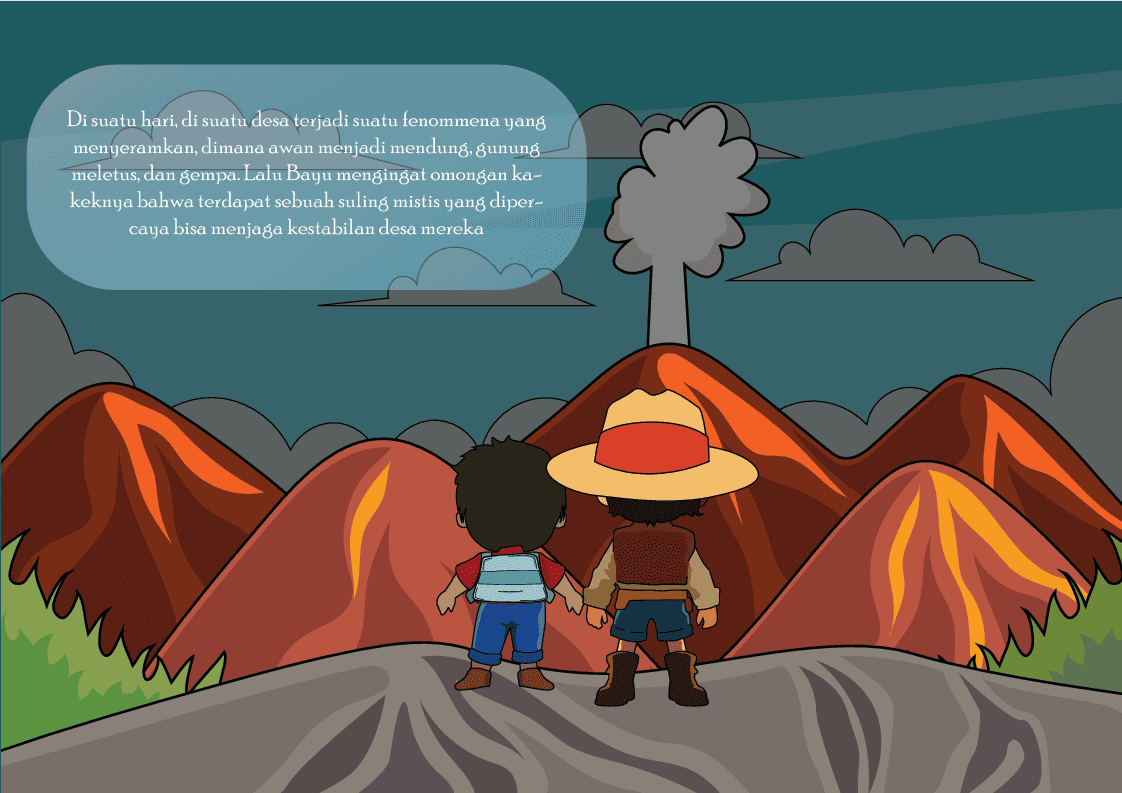 Di suatu hari, di suatu desa terjadi suatu fenommena yang
menyeramkan, dimana awan menjadi mendung, gunung
meletus, dan gempa. Lalu Bayu mengingat omongan ka-
keknya bahwa terdapat sebuah suling mistis yang diper-
caya bisa menjaga kestabilan desa mereka